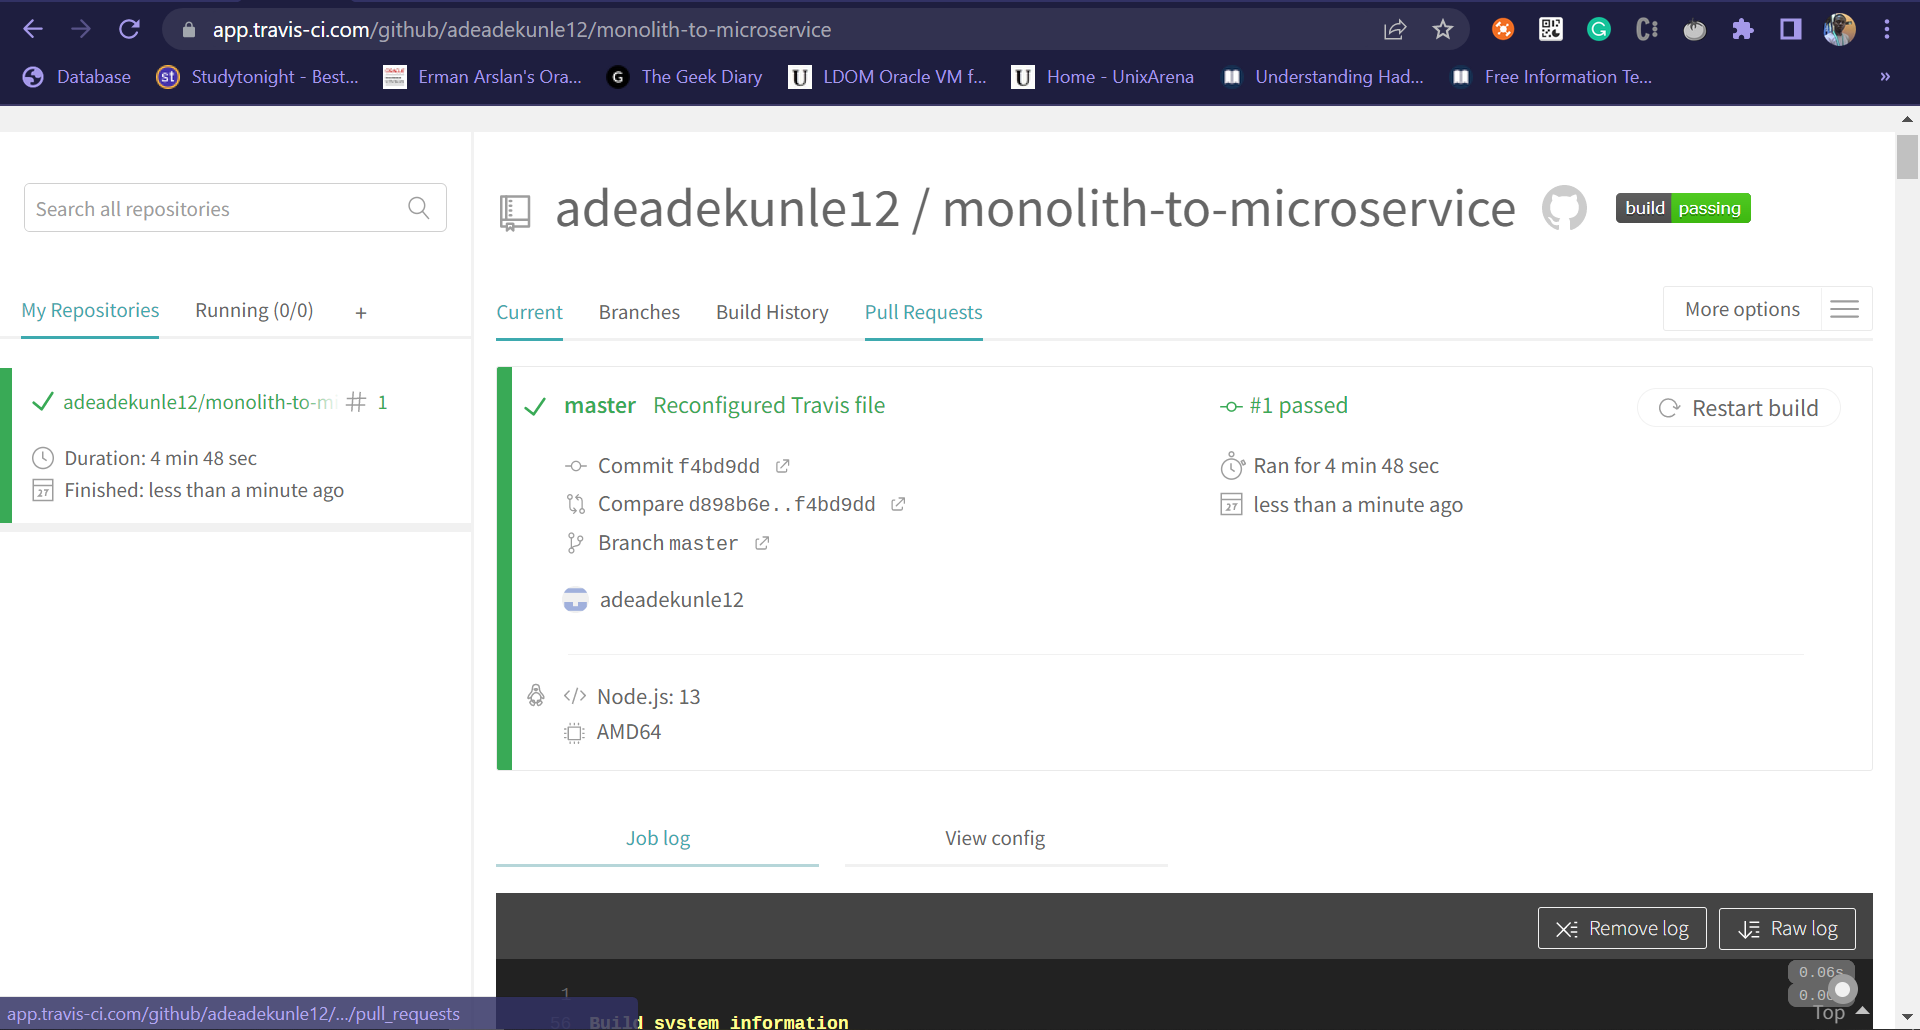 app.travis-ci.com/github/adeadekunle12/monolith-to-microservice
Database
Studytonight - Best...
Erman Arslan's Ora...
The Geek Diary
LDOM Oracle VM f...
Home - UnixArena
Understanding Had...
Free Information Te...
»
Search all repositories
adeadekunle12 / monolith-to-microservice
build passing
My Repositories
Running (0/0)
+
Current
Branches
Build History
Pull Requests
More options
adeadekunle12/monolith-to-mi
# 1
Duration: 4 min 48 sec
Finished: less than a minute ago
master Reconfigured Travis file
#1 passed
Restart build
Commit f4bd9dd
Ran for 4 min 48 sec
Compare d898b6e..f4bd9dd
less than a minute ago
Branch master
adeadekunle12
</> Node.js: 13
AMD64
Job log
View config
Remove log
Raw log
0.06s
1
Top
56 Build system information
app.travis-ci.com/github/adeadekunle12/.../pull_requests